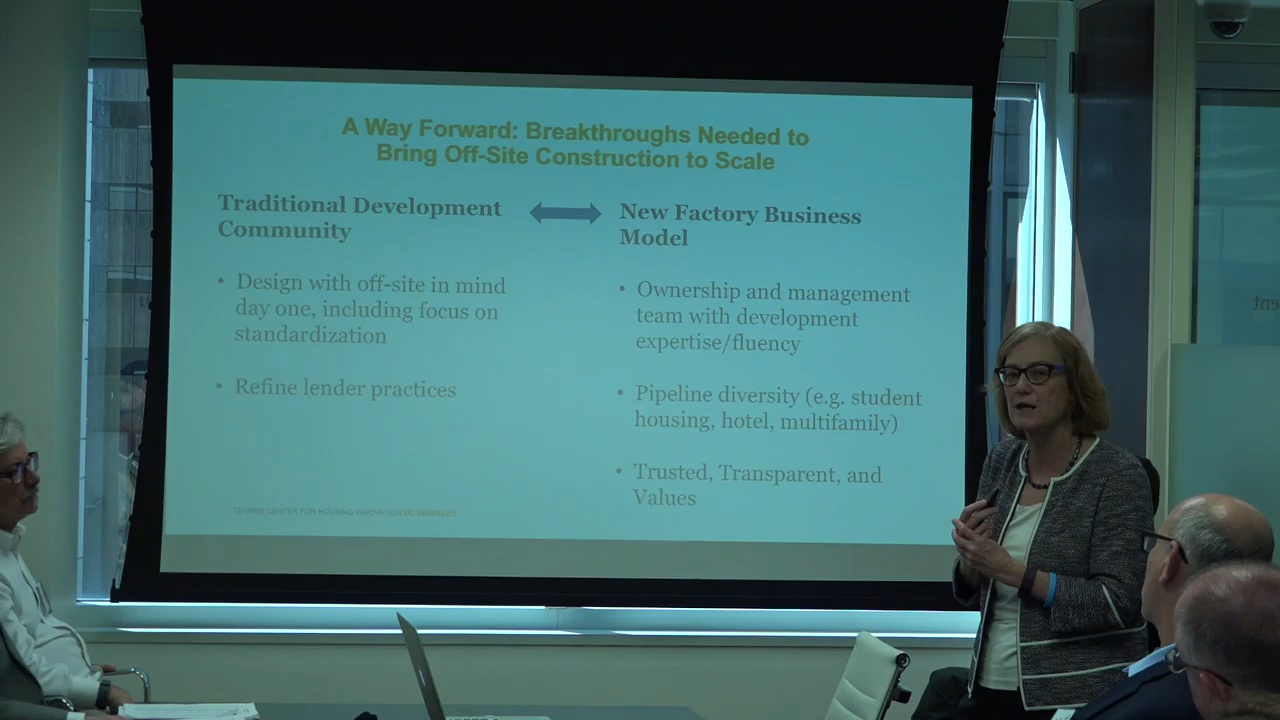 A Way Forward: Breakthroughs Needed to
Bring Off-Site Construction to Scale
Traditional Development
Community
• Design with off-site in mind
day one, including focus on
standardization
• Refine lender practices
New Factory Business
Model
• Ownership and management
team with development
expertise/fluency
• Pipeline diversity (e.g. student
housing, hotel, multifamily)
• Trusted, Transparent, and
Values
TERNER CENTER FOR HOUSING INNOVATION UC BERKELEY